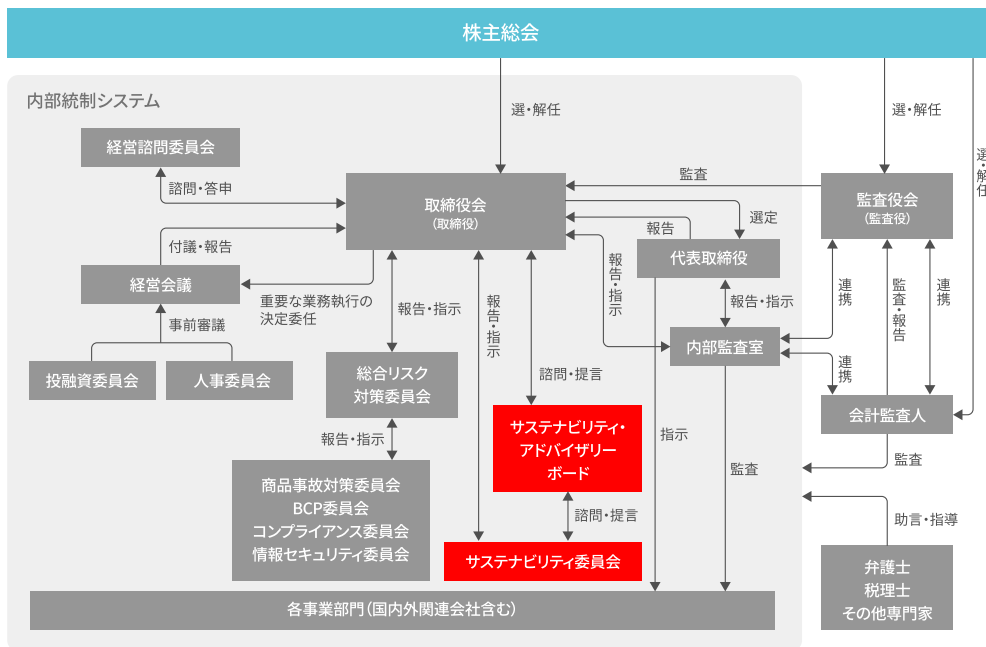 株主総会
内部統制システム
選・解任
選・解任
選・解任
経営諮問委員会
諮問・答申
取締役会
(取締役)
監査
監査役会
(監査役)
選定
報告
代表取締役
付議・報告
経営会議
重要な業務執行の
決定委任
報告・指示
報告・指示
報告・指示
報告・指示
連携
監査・報告
連携
事前審議
内部監査室
投融資委員会
人事委員会
総合リスク
対策委員会
諮問・提言
連携
会計監査人
サステナビリティ・
アドバイザリー
ボード
指示
報告・指示
監査
監査
商品事故対策委員会
BCP委員会
コンプライアンス委員会
情報セキュリティ委員会
諮問・提言
助言・指導
サステナビリティ委員会
弁護士
税理士
その他専門家
各事業部門(国内外関連会社含む)